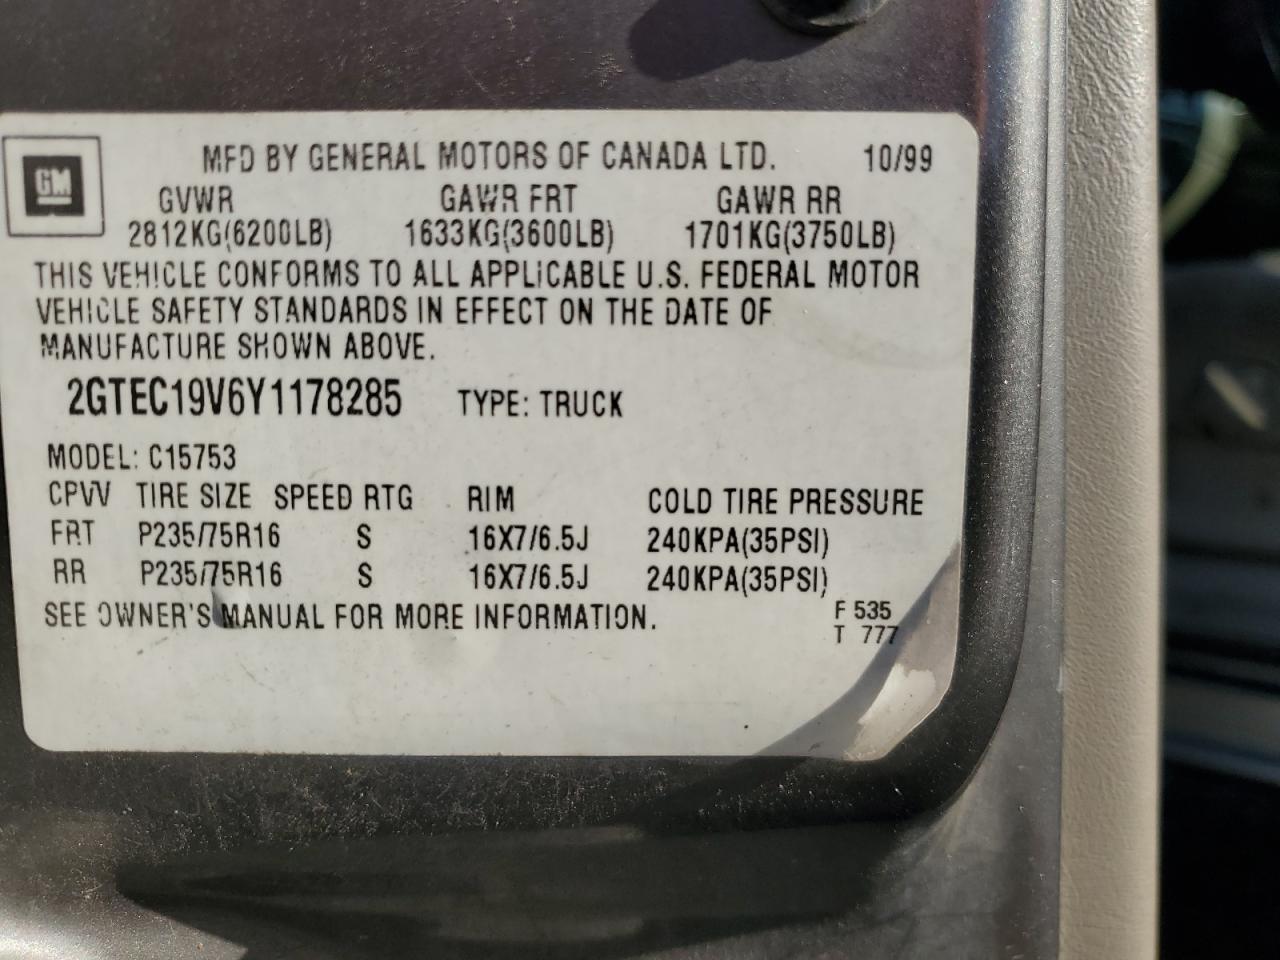 GM
MFD BY GENERAL MOTORS OF CANADA LTD. 10/99
GVWR GAWR FRT GAWR RR
2812KG(6200LB) 1633KG(3600LB) 1701KG(3750LB)
THIS VEHICLE CONFORMS TO ALL APPLICABLE U.S. FEDERAL MOTOR
VEHICLE SAFETY STANDARDS IN EFFECT ON THE DATE OF
MANUFACTURE SHOWN ABOVE.
2GTEC19V6Y1178285 TYPE: TRUCK
MODEL: C15753
CPVV TIRE SIZE SPEED RTG RIM COLD TIRE PRESSURE
FRT P235/75R16 S 16X7/6.5J 240KPA(35PSI)
RR P235/75R16 S 16X7/6.5J 240KPA(35PSI)
SEE OWNER'S MANUAL FOR MORE INFORMATION.
F 535
T 777